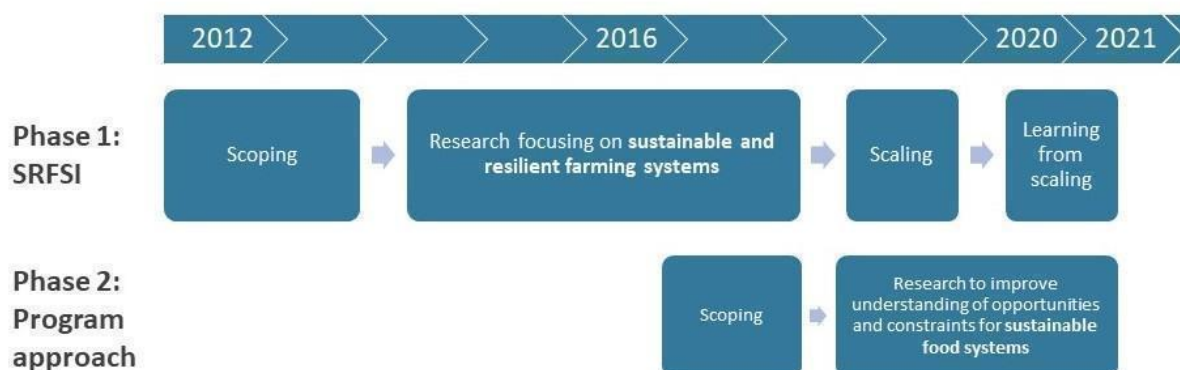 2012
2016
2020
2021
Phase 1:
SRFSI
Scoping
Research focusing on sustainable and
resilient farming systems
Scaling
Learning
from
scaling
Phase 2:
Program
approach
Scoping
Research to improve
understanding of opportunities
and constraints for sustainable
food systems